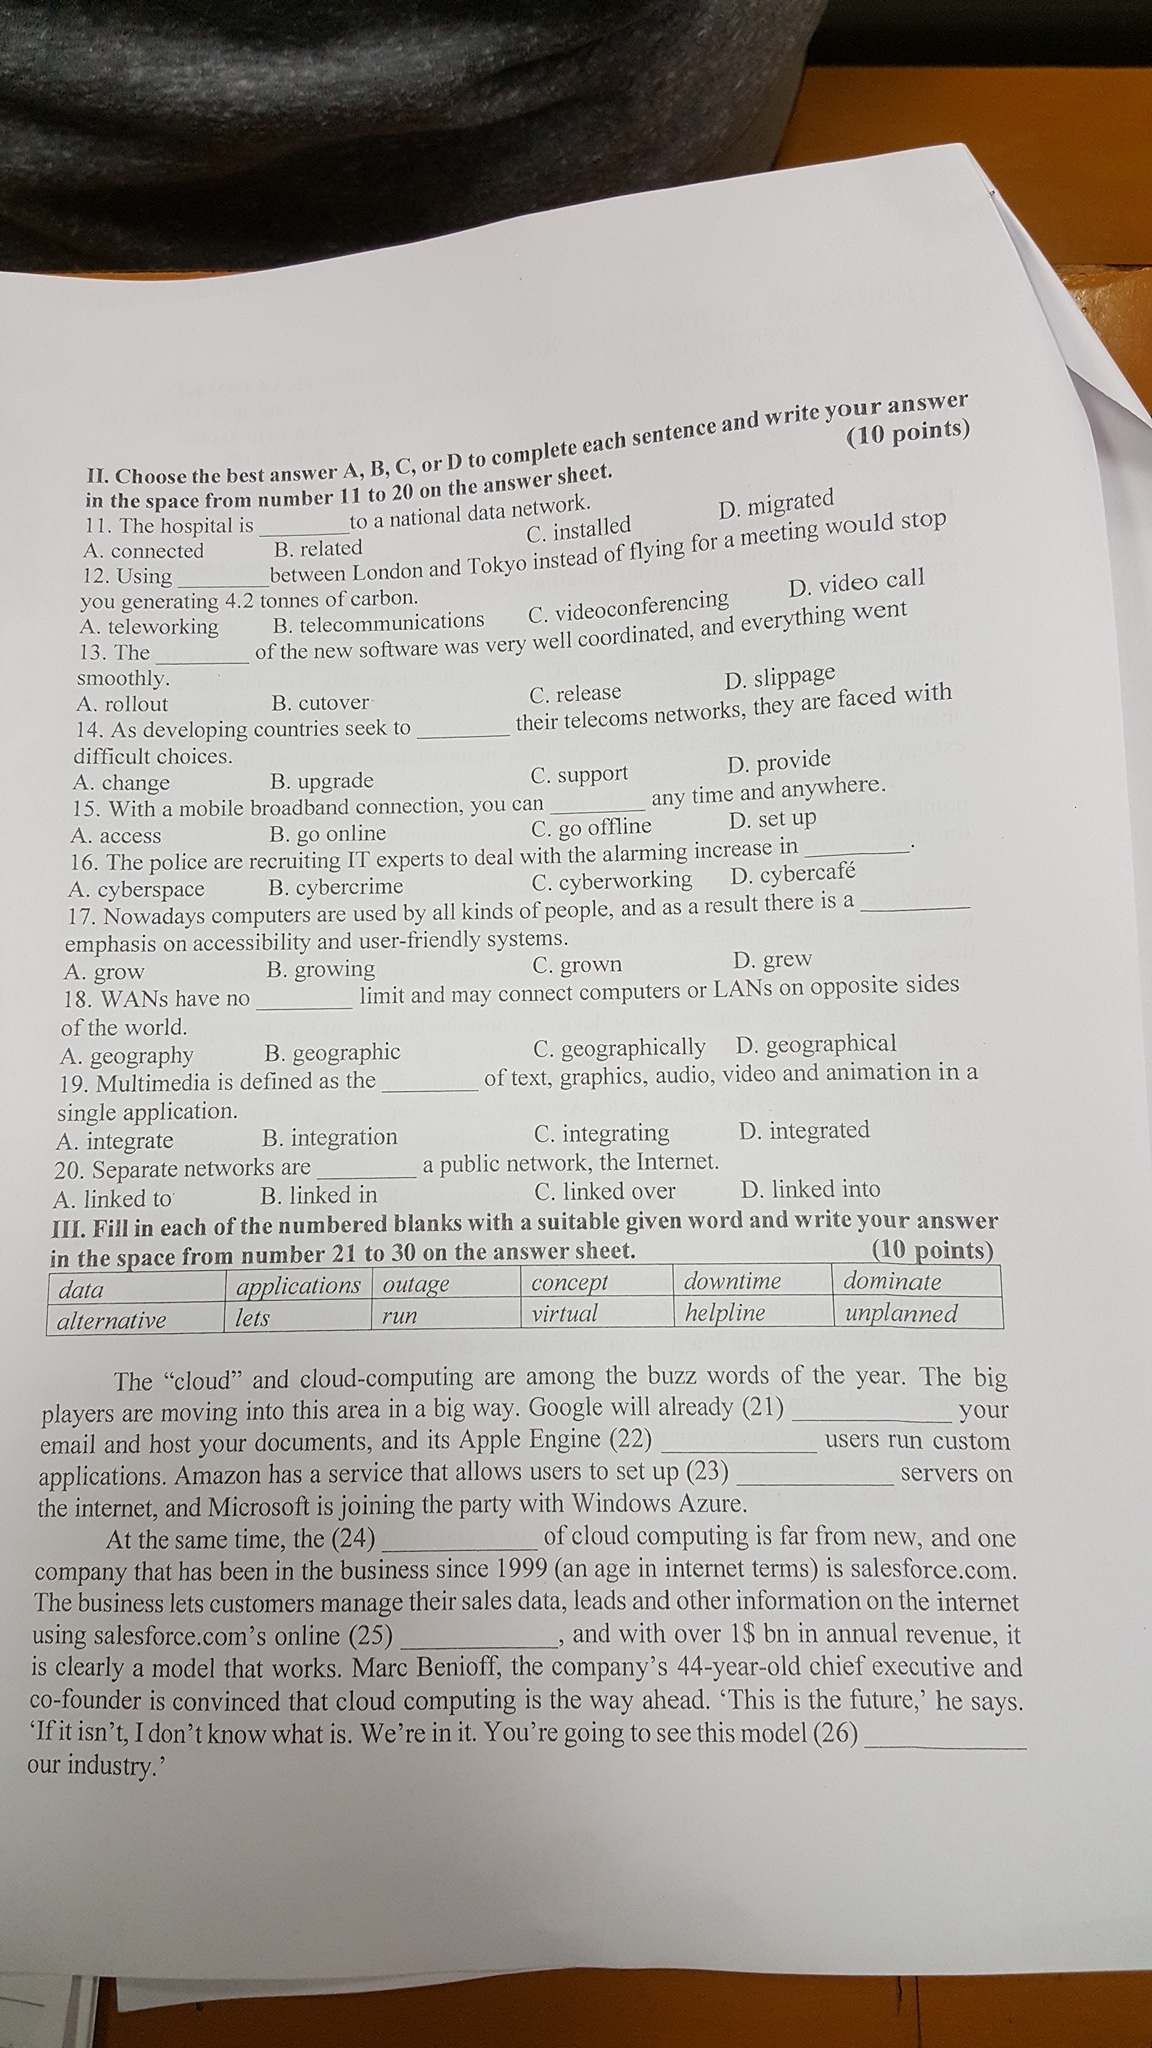 II. Choose the best answer A, B, C, or D to complete each sentence and write your answer
in the space from number 11 to 20 on the answer sheet. (10 points)
11. The hospital is ________ to a national data network.
A. connected B. related C. installed D. migrated
12. Using ________ between London and Tokyo instead of flying for a meeting would stop
you generating 4.2 tonnes of carbon.
A. teleworking B. telecommunications C. videoconferencing D. video call
13. The ________ of the new software was very well coordinated, and everything went
smoothly.
A. rollout B. cutover C. release D. slippage
14. As developing countries seek to ________ their telecoms networks, they are faced with
difficult choices.
A. change B. upgrade C. support D. provide
15. With a mobile broadband connection, you can ________ any time and anywhere.
A. access B. go online C. go offline D. set up
16. The police are recruiting IT experts to deal with the alarming increase in ________.
A. cyberspace B. cybercrime C. cyberworking D. cybercafé
17. Nowadays computers are used by all kinds of people, and as a result there is a ________
emphasis on accessibility and user-friendly systems.
A. grow B. growing C. grown D. grew
18. WANs have no ________ limit and may connect computers or LANs on opposite sides
of the world.
A. geography B. geographic C. geographically D. geographical
19. Multimedia is defined as the ________ of text, graphics, audio, video and animation in a
single application.
A. integrate B. integration C. integrating D. integrated
20. Separate networks are ________ a public network, the Internet.
A. linked to B. linked in C. linked over D. linked into
III. Fill in each of the numbered blanks with a suitable given word and write your answer
in the space from number 21 to 30 on the answer sheet. (10 points)
data applications outage concept downtime dominate
alternative lets run virtual helpline unplanned
The “cloud” and cloud-computing are among the buzz words of the year. The big
players are moving into this area in a big way. Google will already (21) ________ your
email and host your documents, and its Apple Engine (22) ________ users run custom
applications. Amazon has a service that allows users to set up (23) ________ servers on
the internet, and Microsoft is joining the party with Windows Azure.
At the same time, the (24) ________ of cloud computing is far from new, and one
company that has been in the business since 1999 (an age in internet terms) is salesforce.com.
The business lets customers manage their sales data, leads and other information on the internet
using salesforce.com’s online (25) ________, and with over 1$ bn in annual revenue, it
is clearly a model that works. Marc Benioff, the company’s 44-year-old chief executive and
co-founder is convinced that cloud computing is the way ahead. ‘This is the future,’ he says.
‘If it isn’t, I don’t know what is. We’re in it. You’re going to see this model (26) ________
our industry.’